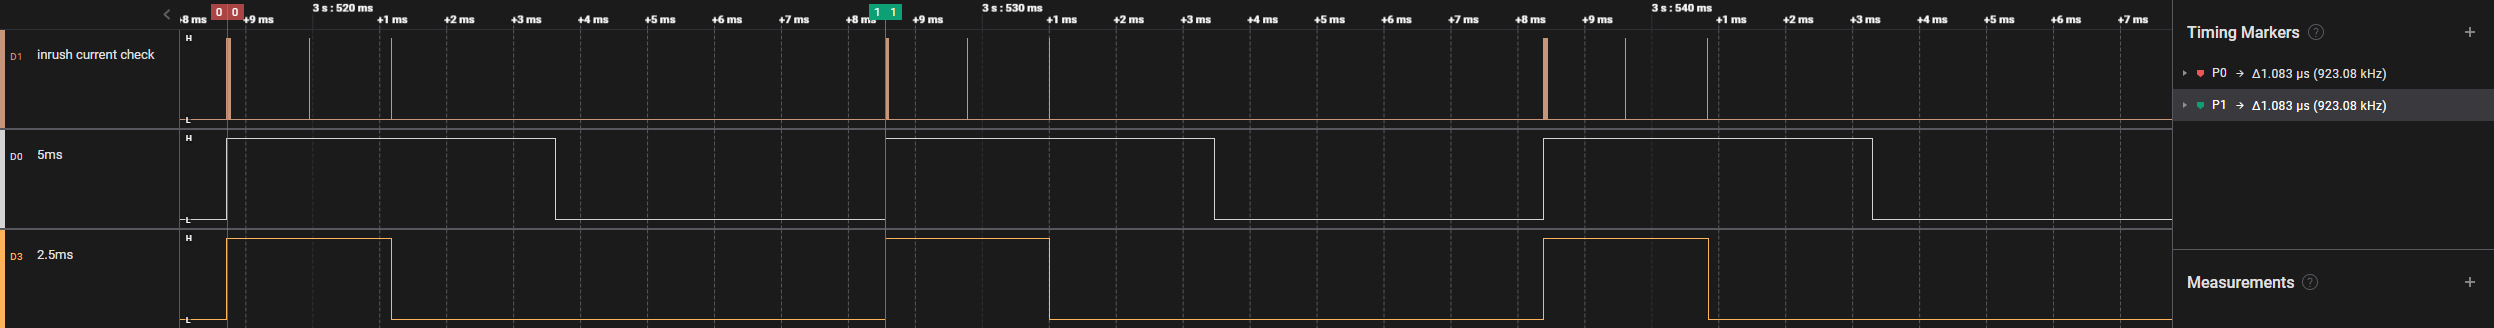 3 s : 520 ms 3 s : 530 ms 3 s : 540 ms
+8 ms +9 ms +1 ms +2 ms +3 ms +4 ms +5 ms +6 ms +7 ms +8 ms +9 ms +1 ms +2 ms +3 ms +4 ms +5 ms +6 ms +7 ms +8 ms +9 ms +1 ms +2 ms +3 ms +4 ms +5 ms +6 ms +7 ms
0 0 1 1
H
D1 inrush current check
L
H
D0 5ms
L
H
D3 2.5ms
L
Timing Markers ? +
P0 → Δ1.083 µs (923.08 kHz)
P1 → Δ1.083 µs (923.08 kHz)
Measurements ? +